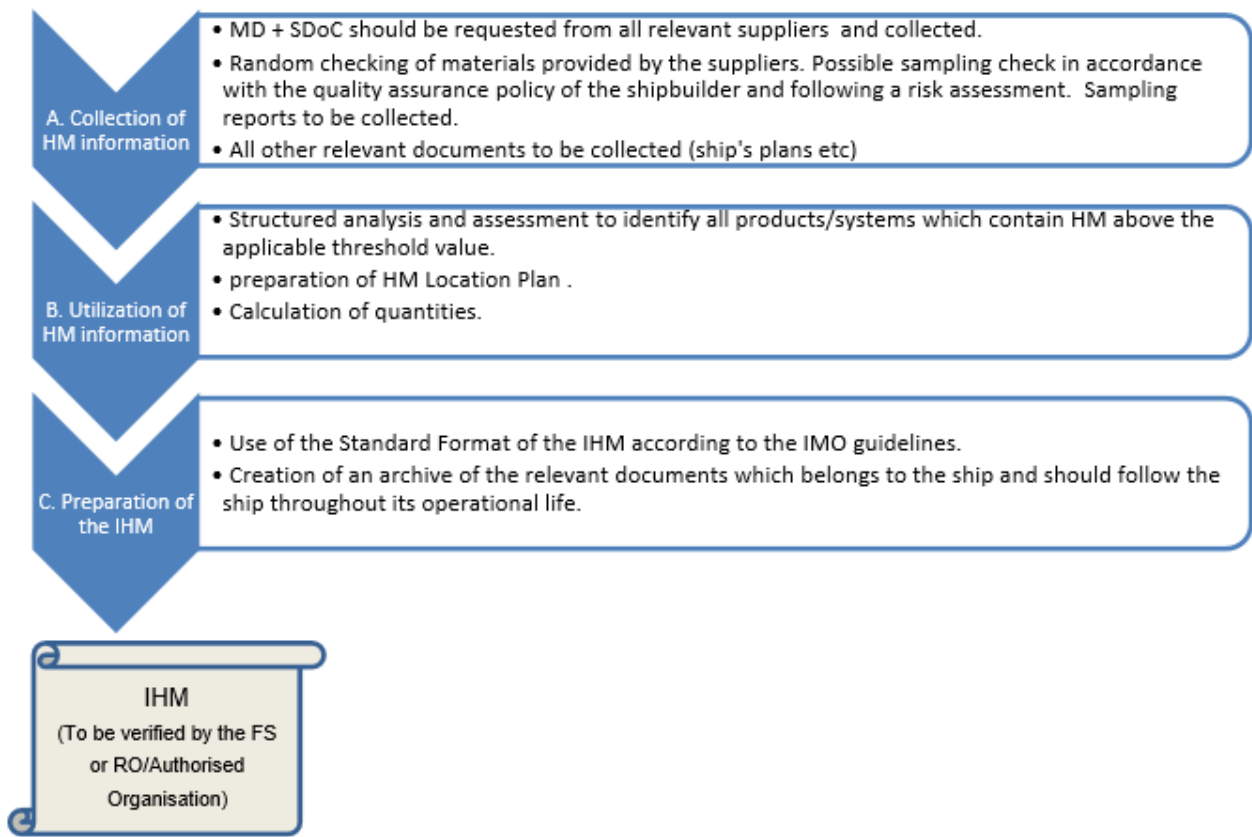 A. Collection of
HM information
• MD + SDoC should be requested from all relevant suppliers and collected.
• Random checking of materials provided by the suppliers. Possible sampling check in accordance
with the quality assurance policy of the shipbuilder and following a risk assessment. Sampling
reports to be collected.
• All other relevant documents to be collected (ship's plans etc)
B. Utilization of
HM information
• Structured analysis and assessment to identify all products/systems which contain HM above the
applicable threshold value.
• preparation of HM Location Plan .
• Calculation of quantities.
C. Preparation of
the IHM
• Use of the Standard Format of the IHM according to the IMO guidelines.
• Creation of an archive of the relevant documents which belongs to the ship and should follow the
ship throughout its operational life.
IHM
(To be verified by the FS
or RO/Authorised
Organisation)